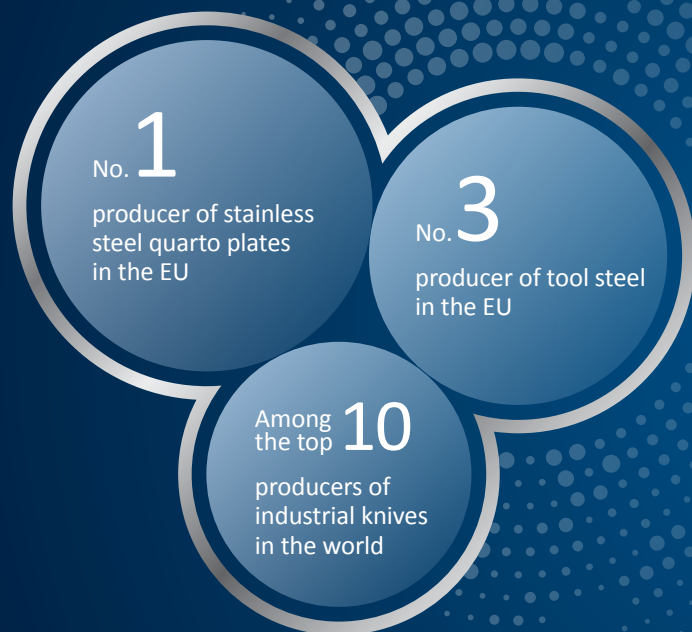 No. 1
producer of stainless
steel quarto plates
in the EU
No. 3
producer of tool steel
in the EU
Among
the top 10
producers of
industrial knives
in the world